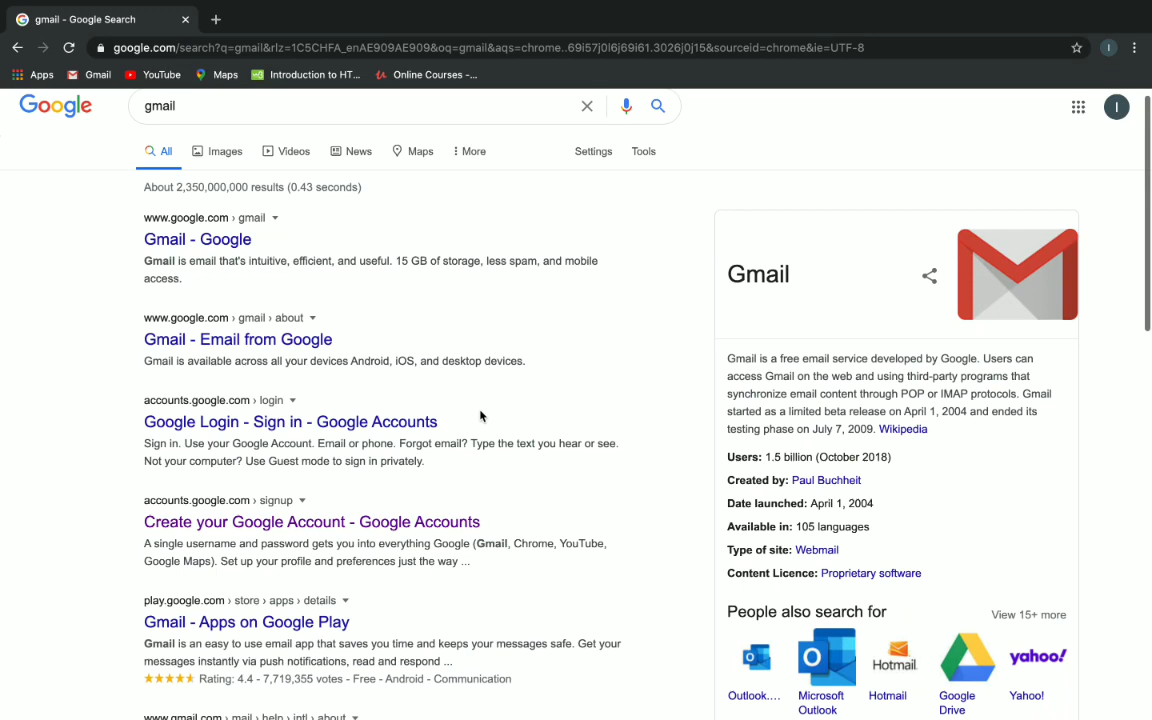 gmail - Google Search
google.com/search?q=gmail&rlz=1C5CHFA_enAE909AE909&oq=gmail&aqs=chrome..69i57j0l6j69i61.3026j0j15&sourceid=chrome&ie=UTF-8
I
Apps
Gmail
YouTube
Maps
Introduction to HT...
Online Courses -...
Google
gmail
I
All
Images
Videos
News
Maps
More
Settings
Tools
About 2,350,000,000 results (0.43 seconds)
www.google.com › gmail
Gmail - Google
Gmail is email that's intuitive, efficient, and useful. 15 GB of storage, less spam, and mobile
access.
www.google.com › gmail › about
Gmail - Email from Google
Gmail is available across all your devices Android, iOS, and desktop devices.
accounts.google.com › login
Google Login - Sign in - Google Accounts
Sign in. Use your Google Account. Email or phone. Forgot email? Type the text you hear or see.
Not your computer? Use Guest mode to sign in privately.
accounts.google.com › signup
Create your Google Account - Google Accounts
A single username and password gets you into everything Google (Gmail, Chrome, YouTube,
Google Maps). Set up your profile and preferences just the way ...
play.google.com › store › apps › details
Gmail - Apps on Google Play
Gmail is an easy to use email app that saves you time and keeps your messages safe. Get your
messages instantly via push notifications, read and respond ...
Rating: 4.4 - 7,719,355 votes - Free - Android - Communication
www.gmail.com › mail › help › intl › about
Gmail
Gmail is a free email service developed by Google. Users can
access Gmail on the web and using third-party programs that
synchronize email content through POP or IMAP protocols. Gmail
started as a limited beta release on April 1, 2004 and ended its
testing phase on July 7, 2009. Wikipedia
Users: 1.5 billion (October 2018)
Created by: Paul Buchheit
Date launched: April 1, 2004
Available in: 105 languages
Type of site: Webmail
Content Licence: Proprietary software
People also search for
View 15+ more
Hotmail
yahoo!
Outlook....
Microsoft
Outlook
Hotmail
Google
Drive
Yahoo!